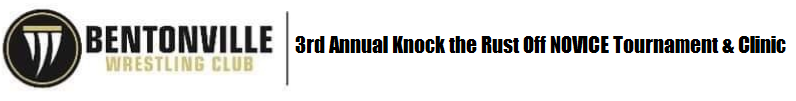 BENTONVILLE
WRESTLING CLUB
3rd Annual Knock the Rust Off NOVICE Tournament & Clinic